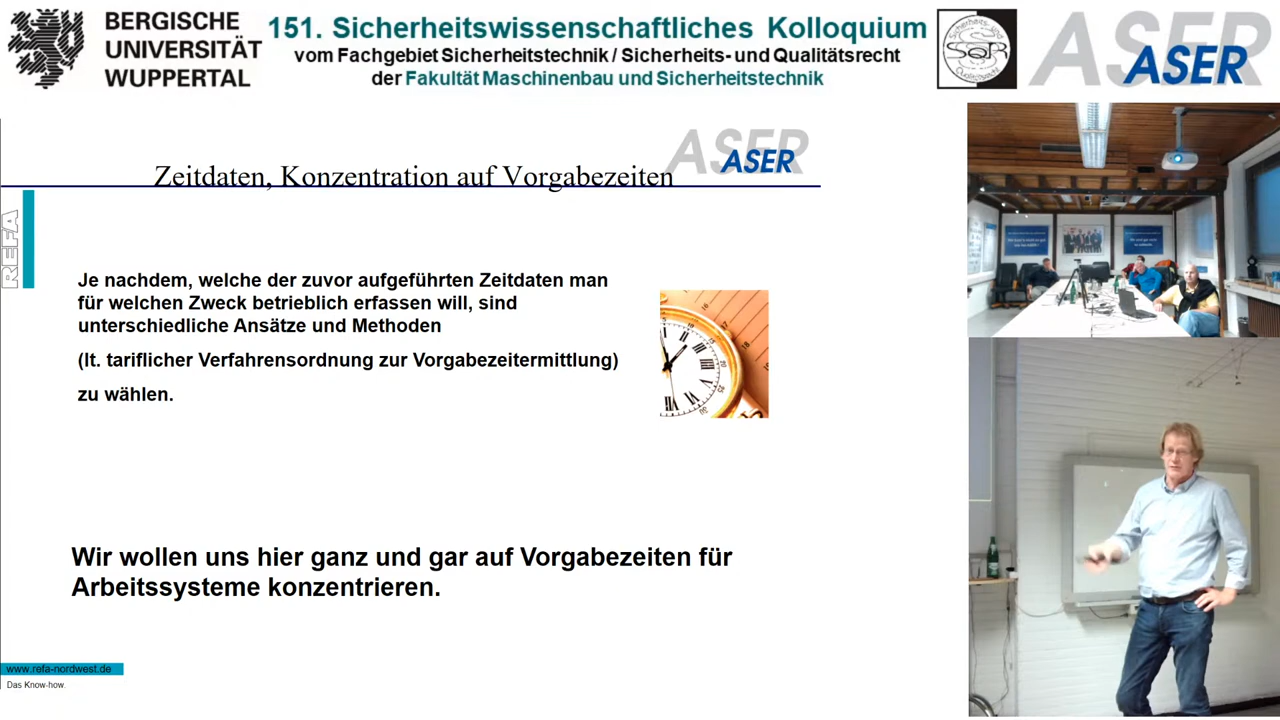 BERGISCHE
UNIVERSITÄT
WUPPERTAL
151. Sicherheitswissenschaftliches Kolloquium
vom Fachgebiet Sicherheitstechnik / Sicherheits- und Qualitätsrecht
der Fakultät Maschinenbau und Sicherheitstechnik
SQR
ASER
ASER
ASER
ASER
Zeitdaten, Konzentration auf Vorgabezeiten
REFA
Je nachdem, welche der zuvor aufgeführten Zeitdaten man
für welchen Zweck betrieblich erfassen will, sind
unterschiedliche Ansätze und Methoden
(lt. tariflicher Verfahrensordnung zur Vorgabezeitermittlung)
zu wählen.
Wir wollen uns hier ganz und gar auf Vorgabezeiten für
Arbeitssysteme konzentrieren.
www.refa-nordwest.de
Das Know-how.